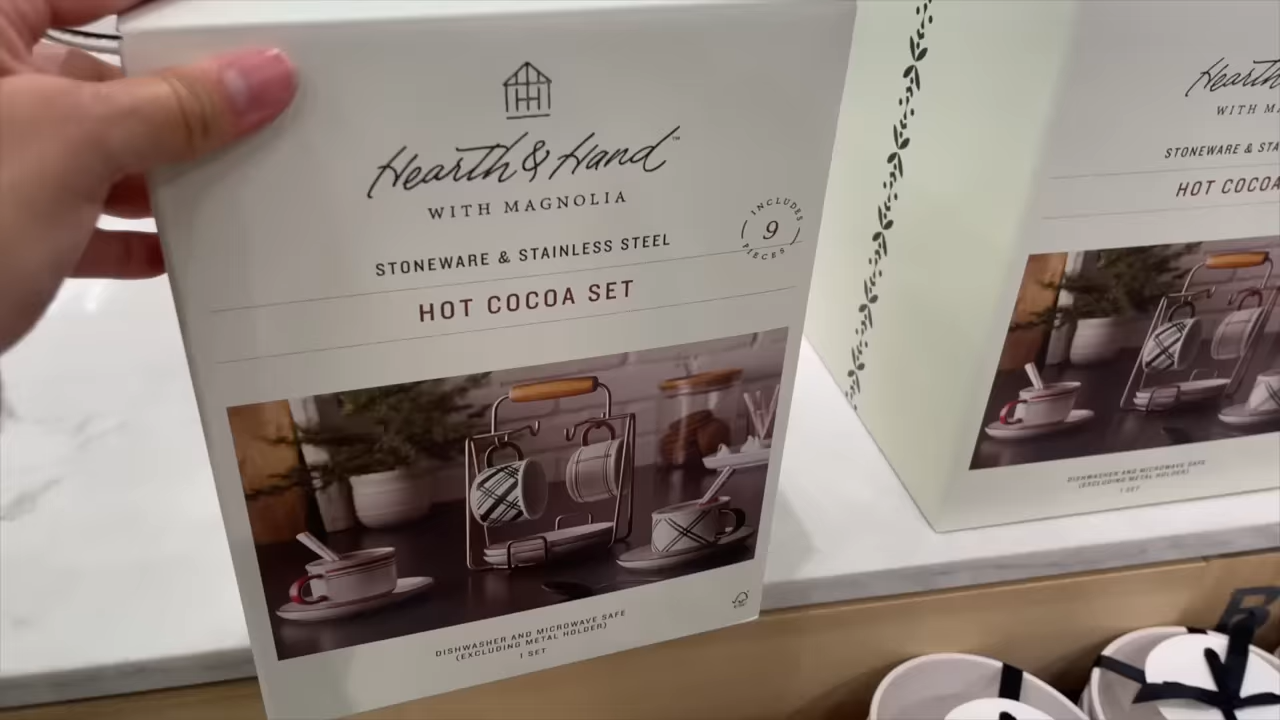 Hearth & Hand™
WITH MAGNOLIA
INCLUDES
9
PIECES
STONEWARE & STAINLESS STEEL
HOT COCOA SET
DISHWASHER AND MICROWAVE SAFE
(EXCLUDING METAL HOLDER)
1 SET
Hearth
WITH MA
STONEWARE & STA
HOT COCOA
DISHWASHER AND MICROWAVE SAFE
(EXCLUDING METAL HOLDER)
1 SET